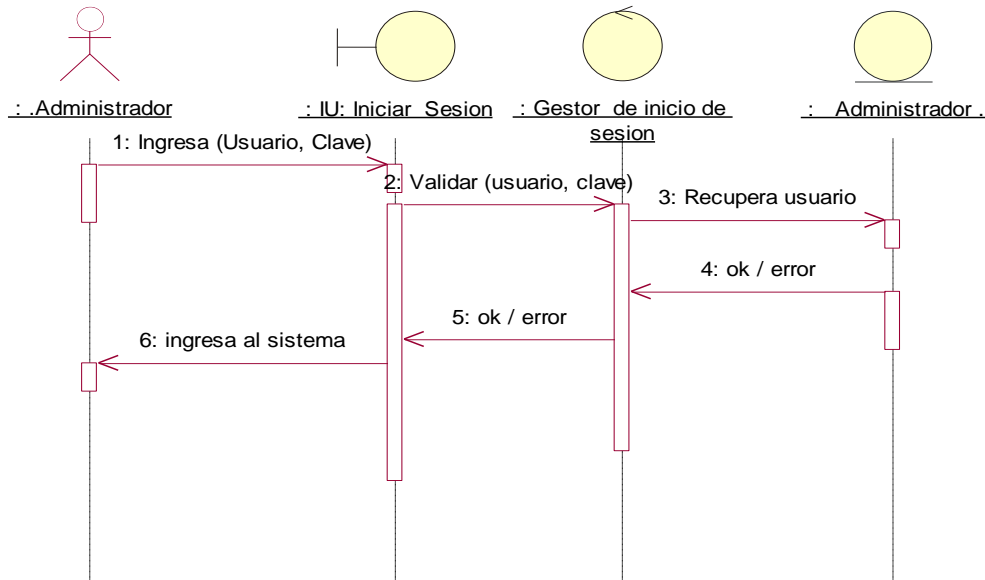 : .Administrador
: IU: Iniciar Sesion
: Gestor de inicio de
sesion
: Administrador .
1: Ingresa (Usuario, Clave)
2: Validar (usuario, clave)
3: Recupera usuario
4: ok / error
5: ok / error
6: ingresa al sistema